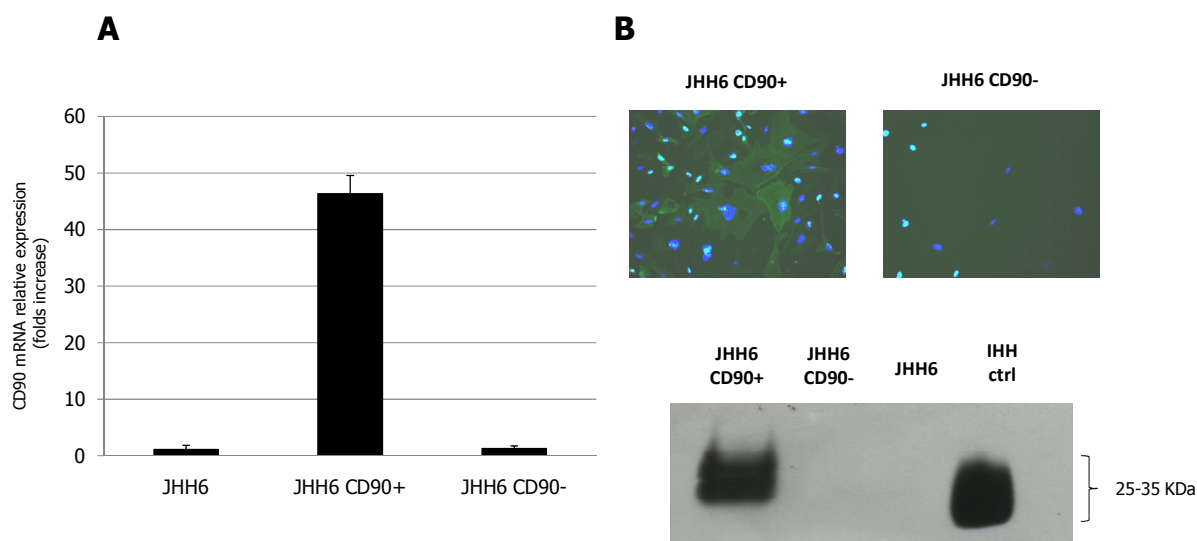 A
B
CD90 mRNA relative expression
(folds increase)
60
50
40
30
20
10
0
JHH6
JHH6 CD90+
JHH6 CD90-
JHH6 CD90+
JHH6 CD90-
JHH6
CD90+
JHH6
CD90-
JHH6
IHH
ctrl
25-35 KDa